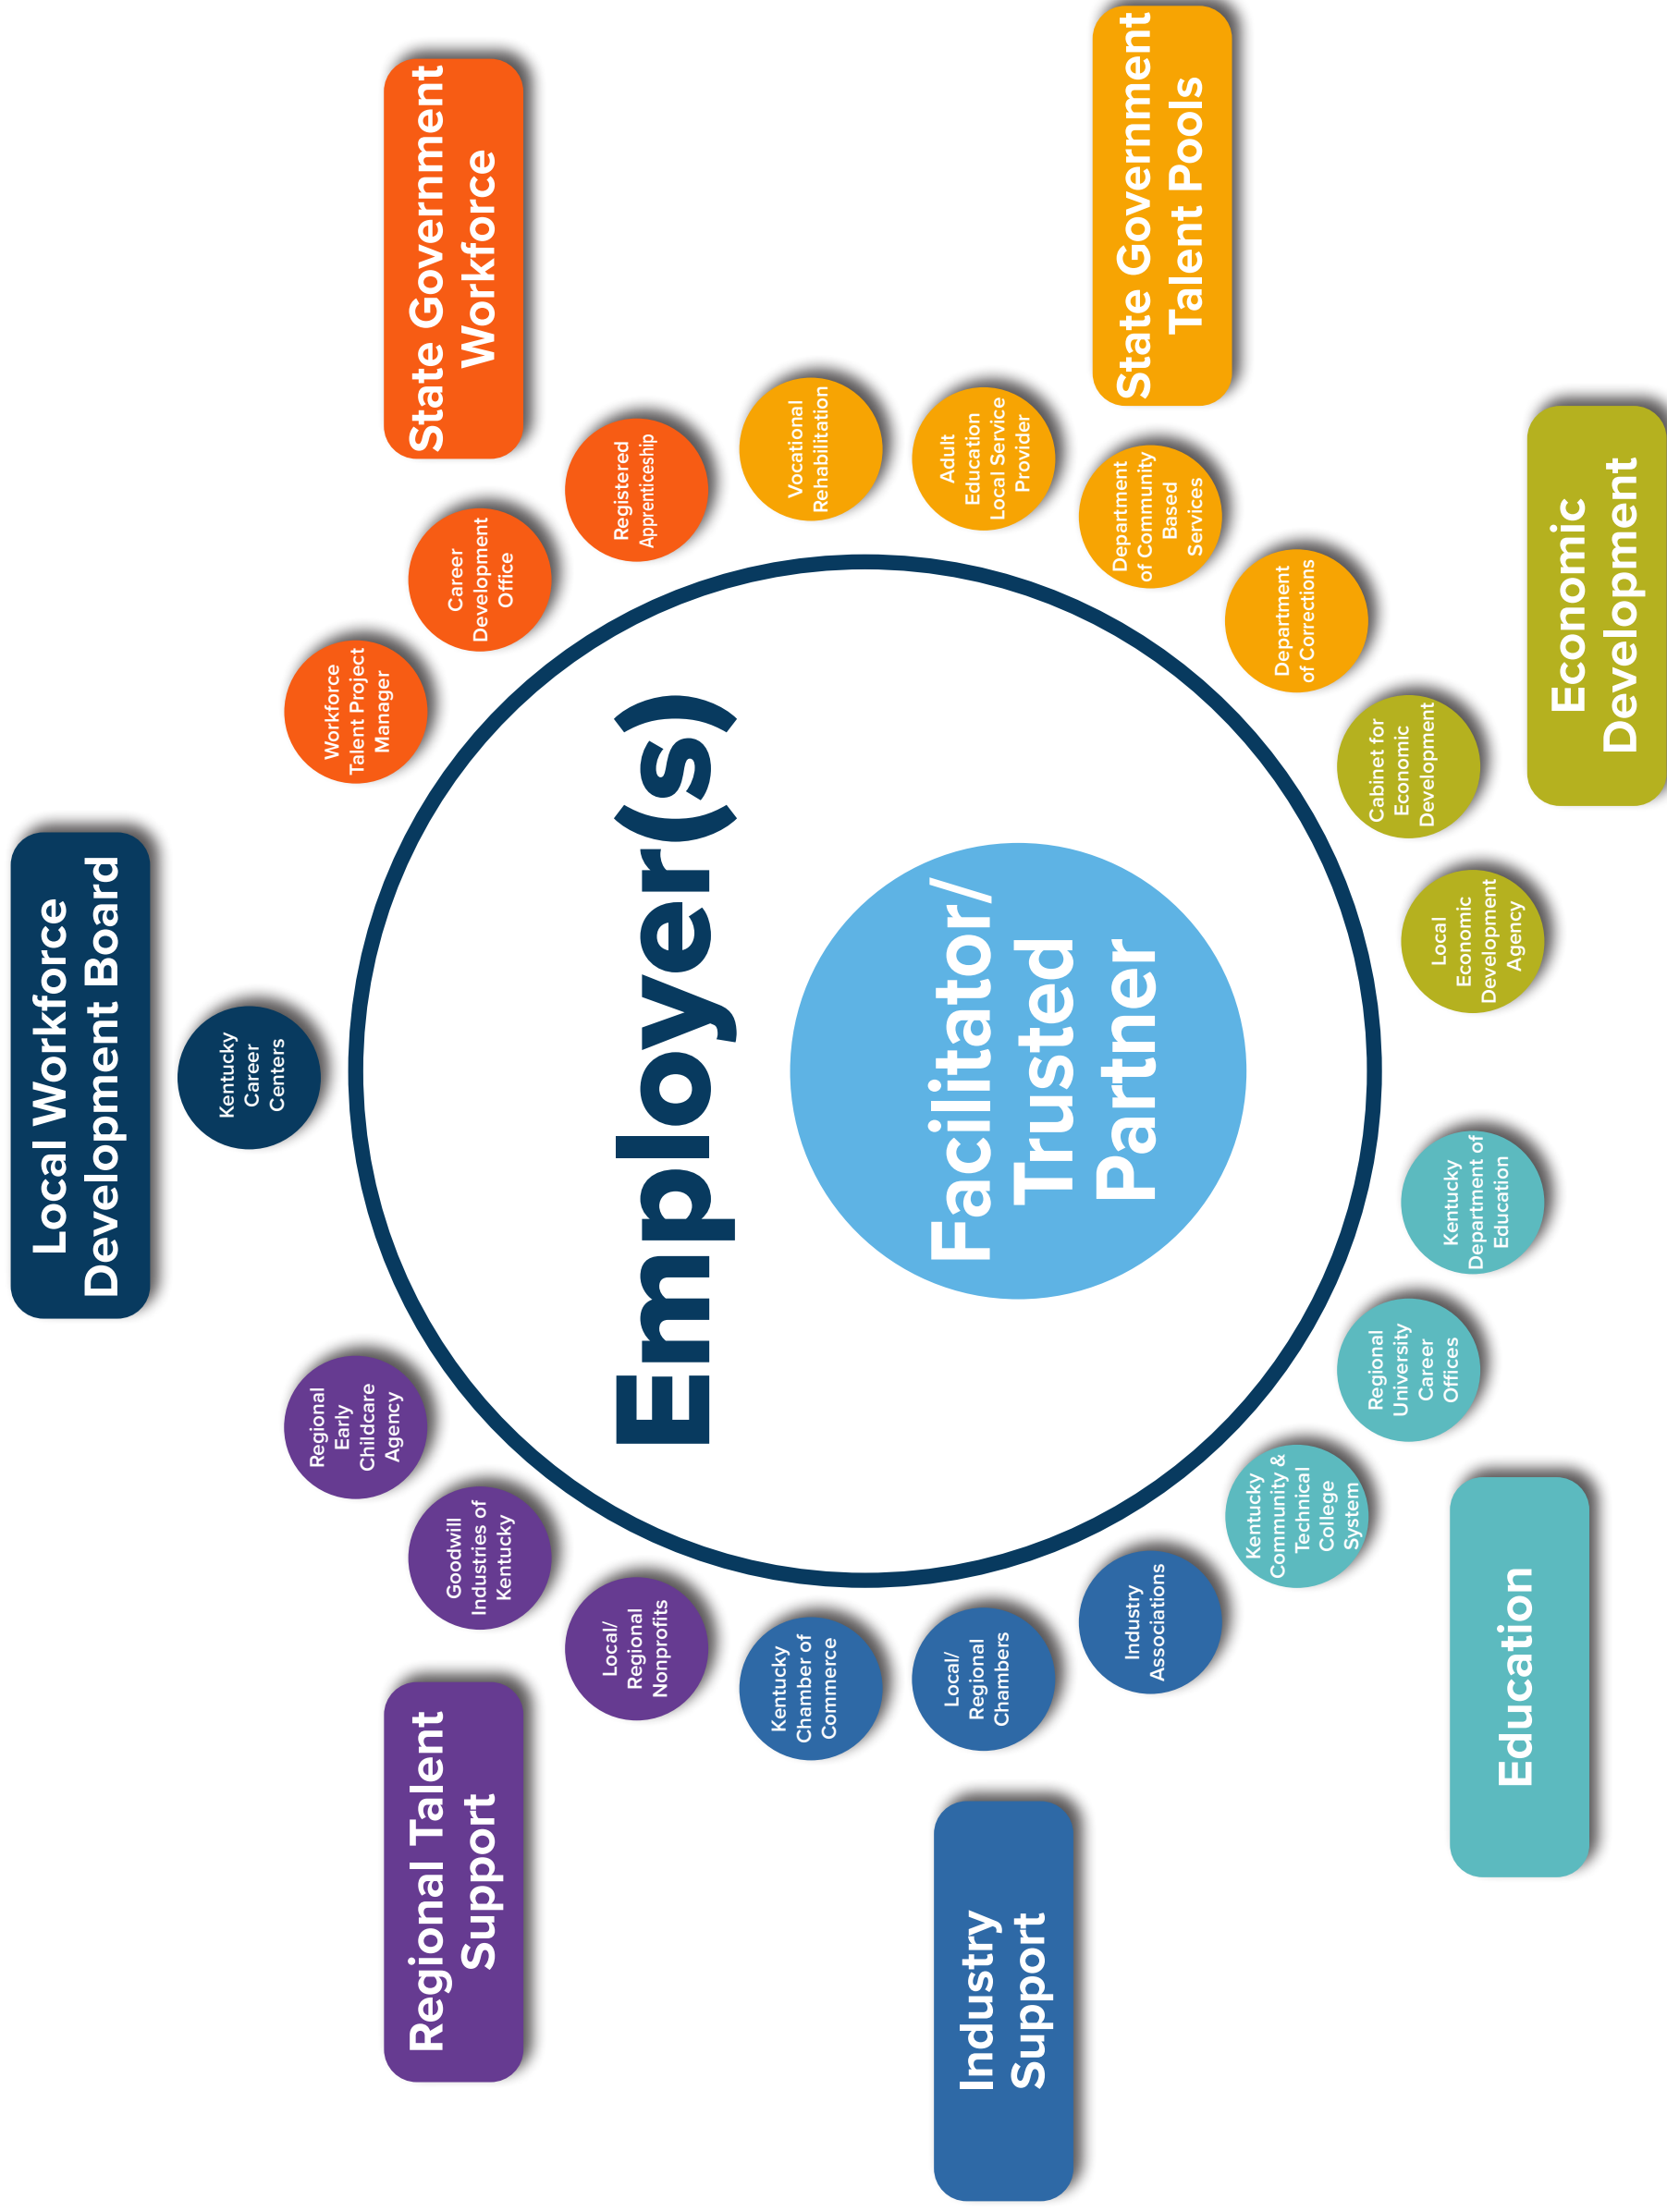 Local Workforce
Development Board
Kentucky
Career
Centers
State Government
Workforce
Workforce
Talent Project
Manager
Career
Development
Office
Registered
Apprenticeship
State Government
Talent Pools
Vocational
Rehabilitation
Adult
Education
Local Service
Provider
Department
of Community
Based
Services
Department
of Corrections
Economic
Development
Cabinet for
Economic
Development
Local
Economic
Development
Agency
Education
Kentucky
Department of
Education
Regional
University
Career
Offices
Kentucky
Community &
Technical
College
System
Industry
Support
Industry
Associations
Local/
Regional
Chambers
Kentucky
Chamber of
Commerce
Regional Talent
Support
Local/
Regional
Nonprofits
Goodwill
Industries of
Kentucky
Regional
Early
Childcare
Agency
Employer(s)
Facilitator/
Trusted
Partner